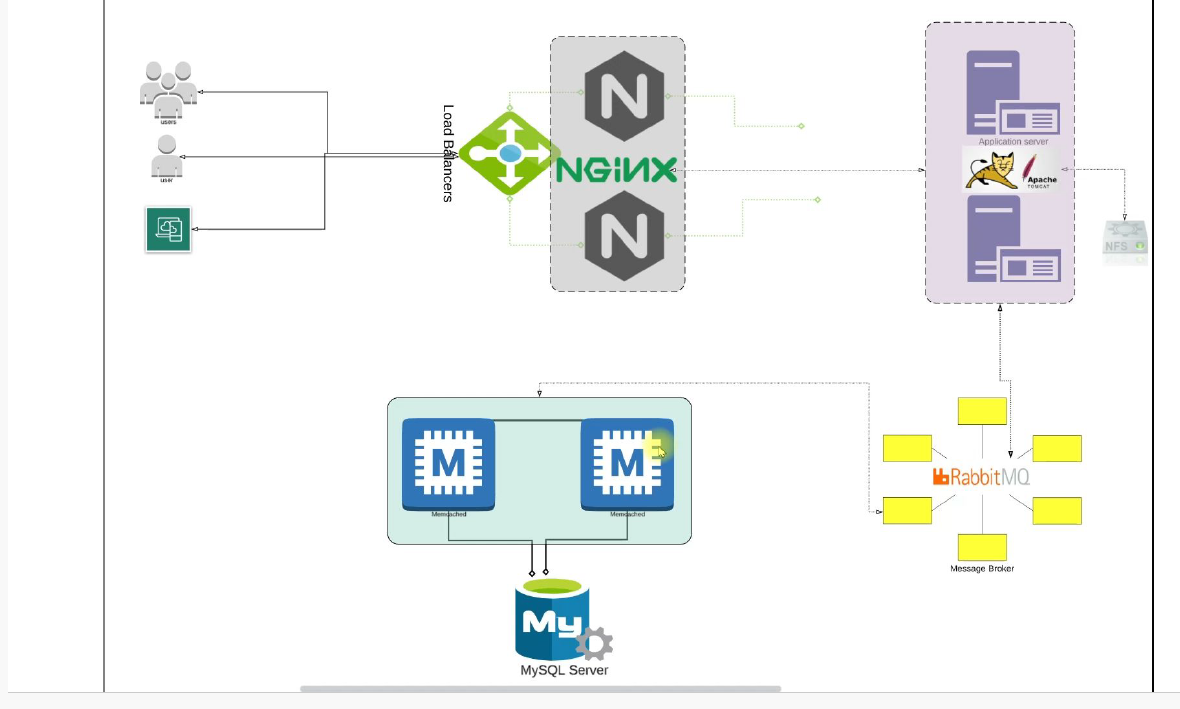 users
user
Load Balancers
N
NGiNX
N
Application server
Apache
TOMCAT
NFS
M
Memcached
M
Memcached
RabbitMQ
Message Broker
My
MySQL Server